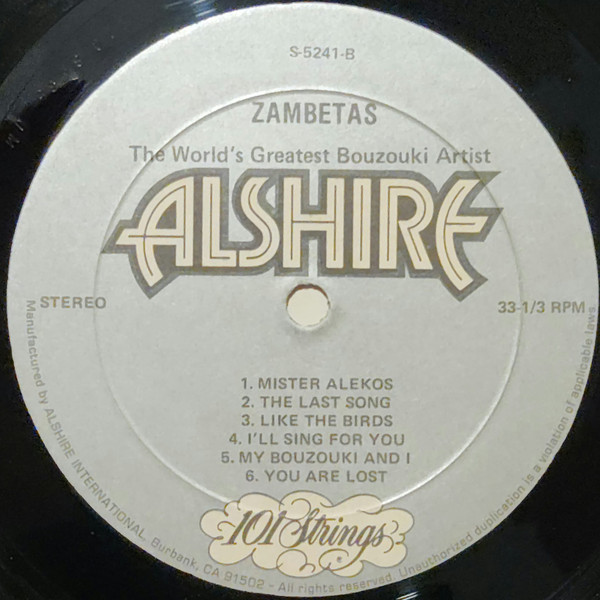 S-5241-B
ZAMBETAS
The World's Greatest Bouzouki Artist
ALSHIRE
STEREO
33-1/3 RPM
1. MISTER ALEKOS
2. THE LAST SONG
3. LIKE THE BIRDS
4. I'LL SING FOR YOU
5. MY BOUZOUKI AND I
6. YOU ARE LOST
101 Strings
®
Manufactured by ALSHIRE INTERNATIONAL, Burbank, CA 91502 - All rights reserved. Unauthorized duplication is a violation of applicable laws.